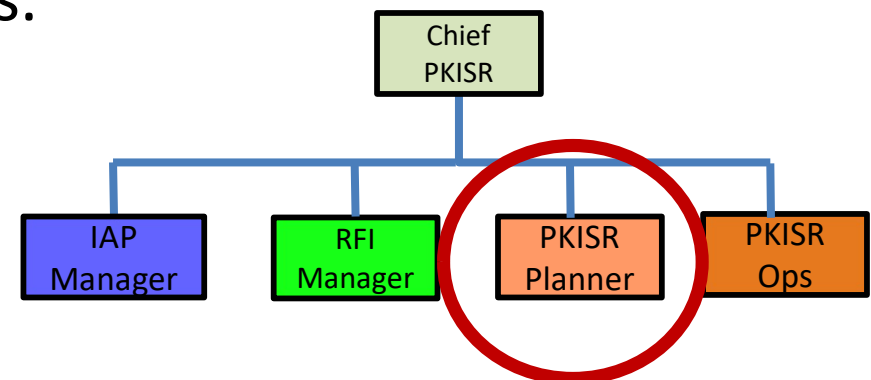 s.
Chief
PKISR
IAP
Manager
RFI
Manager
PKISR
Planner
PKISR
Ops